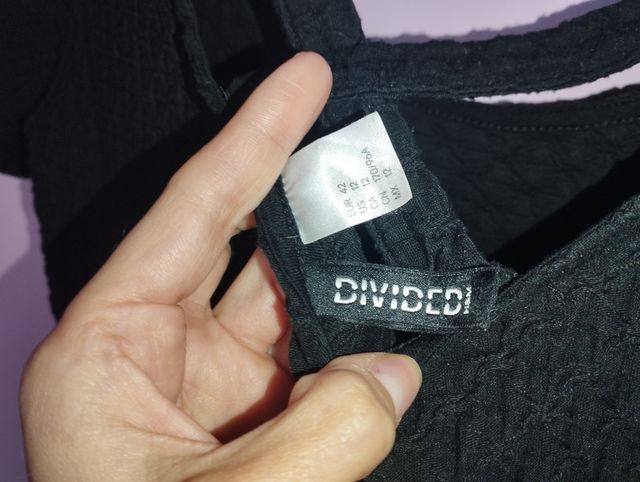 EUR 42
US 12
CA 12
CN 170/96A
MX 12
DIVIDED
H&M